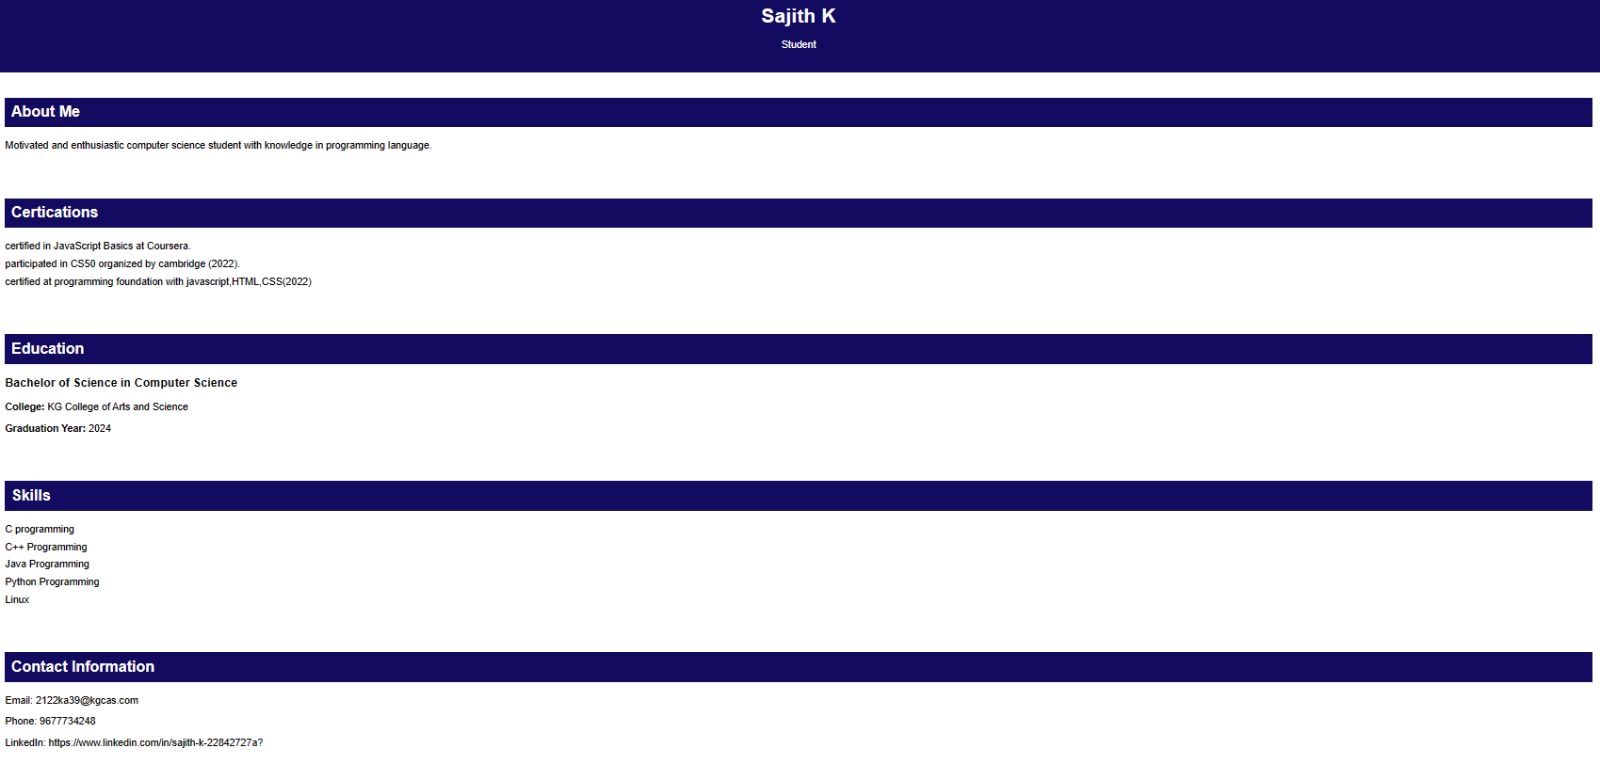 Sajith K
Student
About Me
Motivated and enthusiastic computer science student with knowledge in programming language.
Certications
certified in JavaScript Basics at Coursera.
participated in CS50 organized by cambridge (2022).
certified at programming foundation with javascript,HTML,CSS(2022)
Education
Bachelor of Science in Computer Science
College: KG College of Arts and Science
Graduation Year: 2024
Skills
C programming
C++ Programming
Java Programming
Python Programming
Linux
Contact Information
Email: 2122ka39@kgcas.com
Phone: 9677734248
LinkedIn: https://www.linkedin.com/in/sajith-k-22842727a?